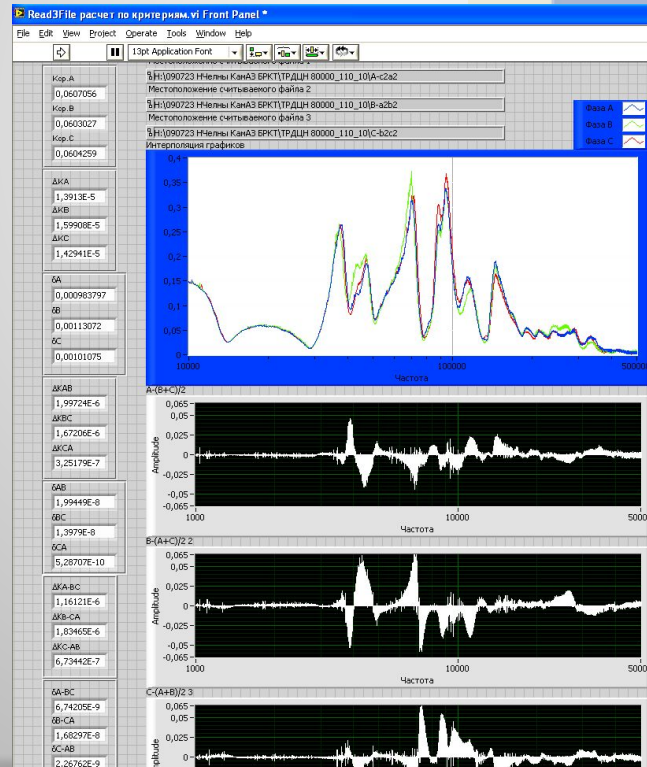 Read3File расчет по критериям.vi Front Panel *
File Edit View Project Operate Tools Window Help
13pt Application Font
H:\090723 НЧелны КамАЗ БРКТ\ТРДЦН 80000_110_10\A-c2a2
Местоположение считываемого файла 2
H:\090723 НЧелны КамАЗ БРКТ\ТРДЦН 80000_110_10\B-a2b2
Местоположение считываемого файла 3
H:\090723 НЧелны КамАЗ БРКТ\ТРДЦН 80000_110_10\C-b2c2
Интерполяция графиков
Фаза A
Фаза B
Фаза C
Кор.A
0,0607056
Кор.B
0,0603027
Кор.C
0,0604259
ΔKA
1,3913E-5
ΔKB
1,59908E-5
ΔKC
1,42941E-5
δA
0,000983797
δB
0,00113072
δC
0,00101075
ΔKAB
1,99724E-6
ΔKBC
1,67206E-6
ΔKCA
3,25179E-7
δAB
1,99449E-8
δBC
1,3979E-8
δCA
5,28707E-10
ΔKA-BC
1,16121E-6
ΔKB-CA
1,83465E-6
ΔKC-AB
6,73442E-7
δA-BC
6,74205E-9
δB-CA
1,68297E-8
δC-AB
2,26762E-9
0,4
0,35
0,3
0,25
0,2
0,15
0,1
0,05
0
10000 100000 500000
Частота
A-(B+C)/2
0,065
0,05
0,025
0
-0,025
-0,05
-0,065
Amplitude
1000 10000 5000
Частота
B-(A+C)/2 2
0,065
0,05
0,025
0
-0,025
-0,05
-0,065
Amplitude
1000 10000 5000
Частота
C-(A+B)/2 3
0,065
0,05
0,025
0